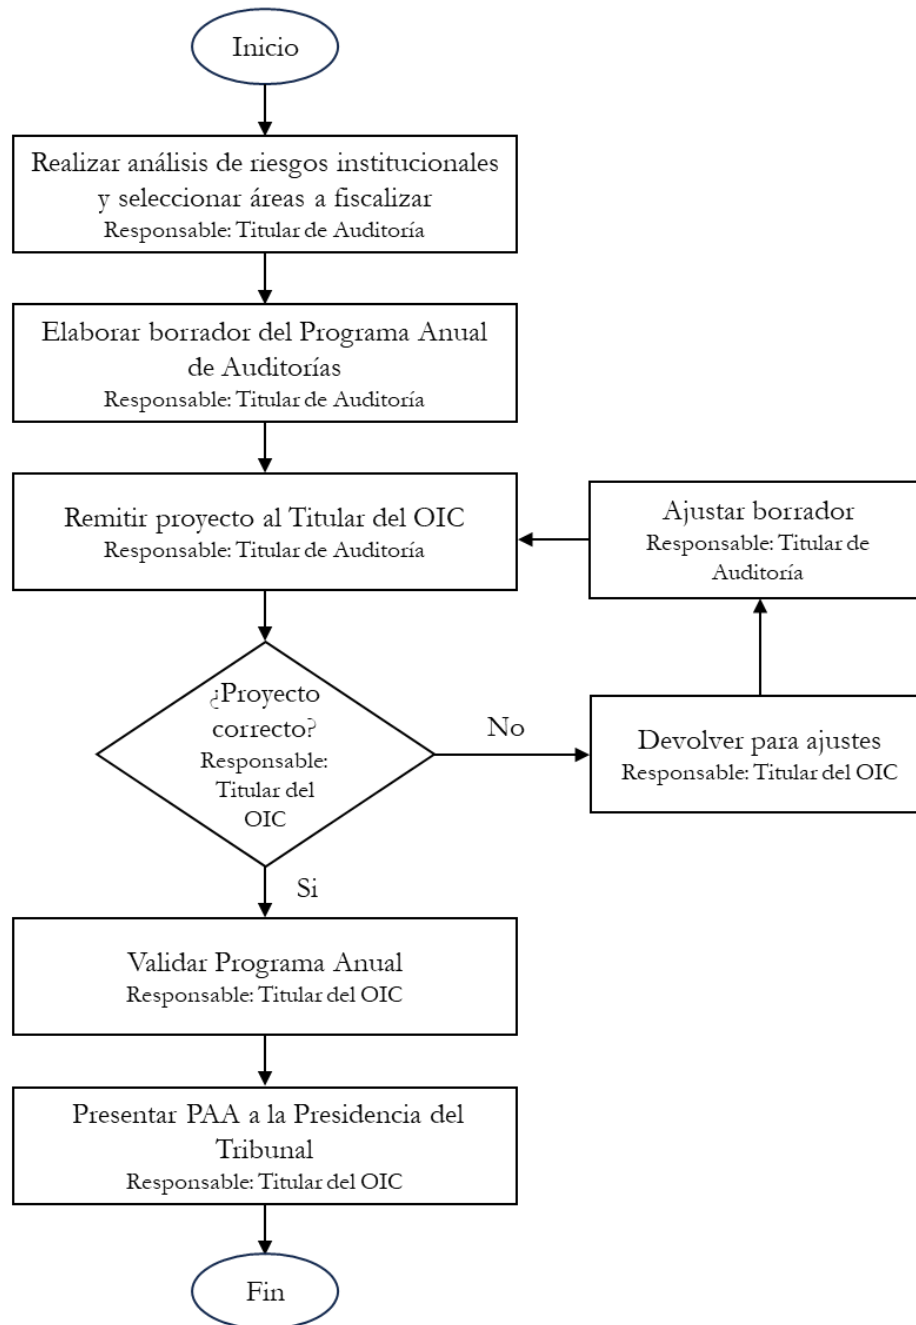 Inicio
Realizar análisis de riesgos institucionales
y seleccionar áreas a fiscalizar
Responsable: Titular de Auditoría
Elaborar borrador del Programa Anual
de Auditorías
Responsable: Titular de Auditoría
Remitir proyecto al Titular del OIC
Responsable: Titular de Auditoría
Ajustar borrador
Responsable: Titular de
Auditoría
¿Proyecto
correcto?
Responsable:
Titular del
OIC
No
Devolver para ajustes
Responsable: Titular del OIC
Si
Validar Programa Anual
Responsable: Titular del OIC
Presentar PAA a la Presidencia del
Tribunal
Responsable: Titular del OIC
Fin